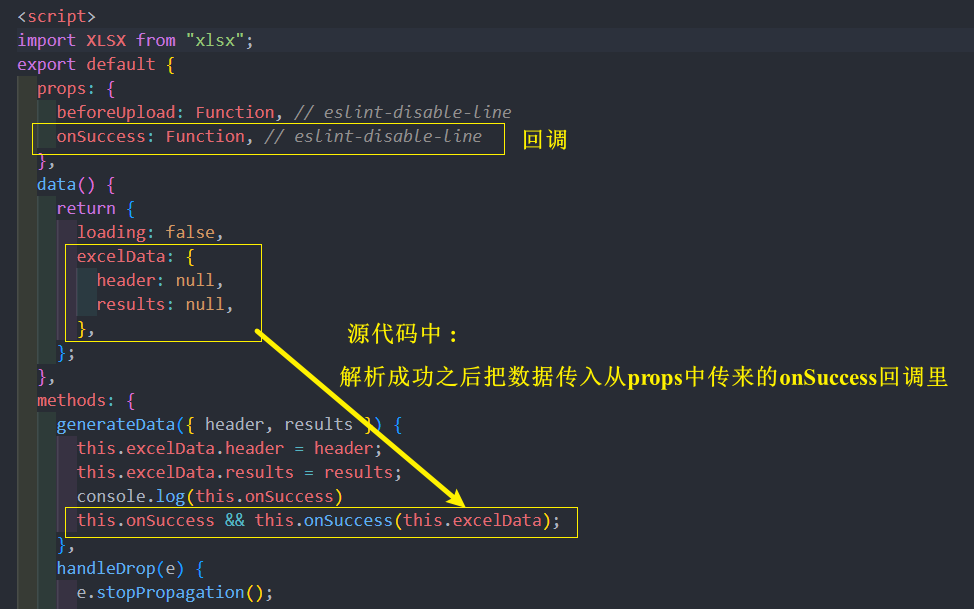 <script>
import XLSX from "xlsx";
export default {
props: {
beforeUpload: Function, // eslint-disable-line
onSuccess: Function, // eslint-disable-line 回调
},
data() {
return {
loading: false,
excelData: {
header: null,
results: null,
},
源代码中：
};
解析成功之后把数据传入从props中传来的onSuccess回调里
},
methods: {
generateData({ header, results }) {
this.excelData.header = header;
this.excelData.results = results;
console.log(this.onSuccess)
this.onSuccess && this.onSuccess(this.excelData);
},
handleDrop(e) {
e.stopPropagation();